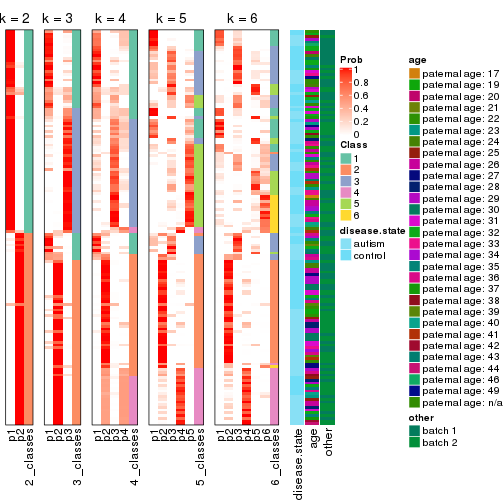 k = 2 k = 3 k = 4 k = 5 k = 6
p1
p2
2_classes
p1
p2
p3
3_classes
p1
p2
p3
p4
4_classes
p1
p2
p3
p4
p5
5_classes
p1
p2
p3
p4
p5
p6
6_classes
disease.state
age
other
Prob
1
0.8
0.6
0.4
0.2
0
Class
1
2
3
4
5
6
disease.state
autism
control
age
paternal age: 17
paternal age: 19
paternal age: 20
paternal age: 21
paternal age: 22
paternal age: 23
paternal age: 24
paternal age: 25
paternal age: 26
paternal age: 27
paternal age: 28
paternal age: 29
paternal age: 30
paternal age: 31
paternal age: 32
paternal age: 33
paternal age: 34
paternal age: 35
paternal age: 36
paternal age: 37
paternal age: 38
paternal age: 39
paternal age: 40
paternal age: 41
paternal age: 42
paternal age: 43
paternal age: 44
paternal age: 46
paternal age: 49
paternal age: n/a
other
batch 1
batch 2